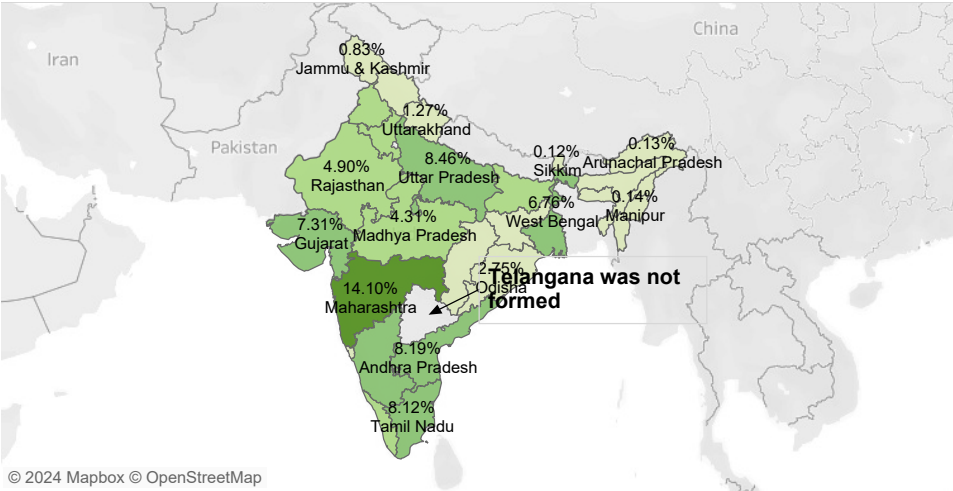 China
Iran
0.83%
Jammu & Kashmir
1.27%
Uttarakhand
Pakistan
0.12%
Sikkim
0.13%
Arunachal Pradesh
4.90%
Rajasthan
8.46%
Uttar Pradesh
6.76%
West Bengal
0.14%
Manipur
7.31%
Gujarat
4.31%
Madhya Pradesh
2.75%
Odisha
Telangana was not
formed
14.10%
Maharashtra
8.19%
Andhra Pradesh
8.12%
Tamil Nadu
© 2024 Mapbox © OpenStreetMap